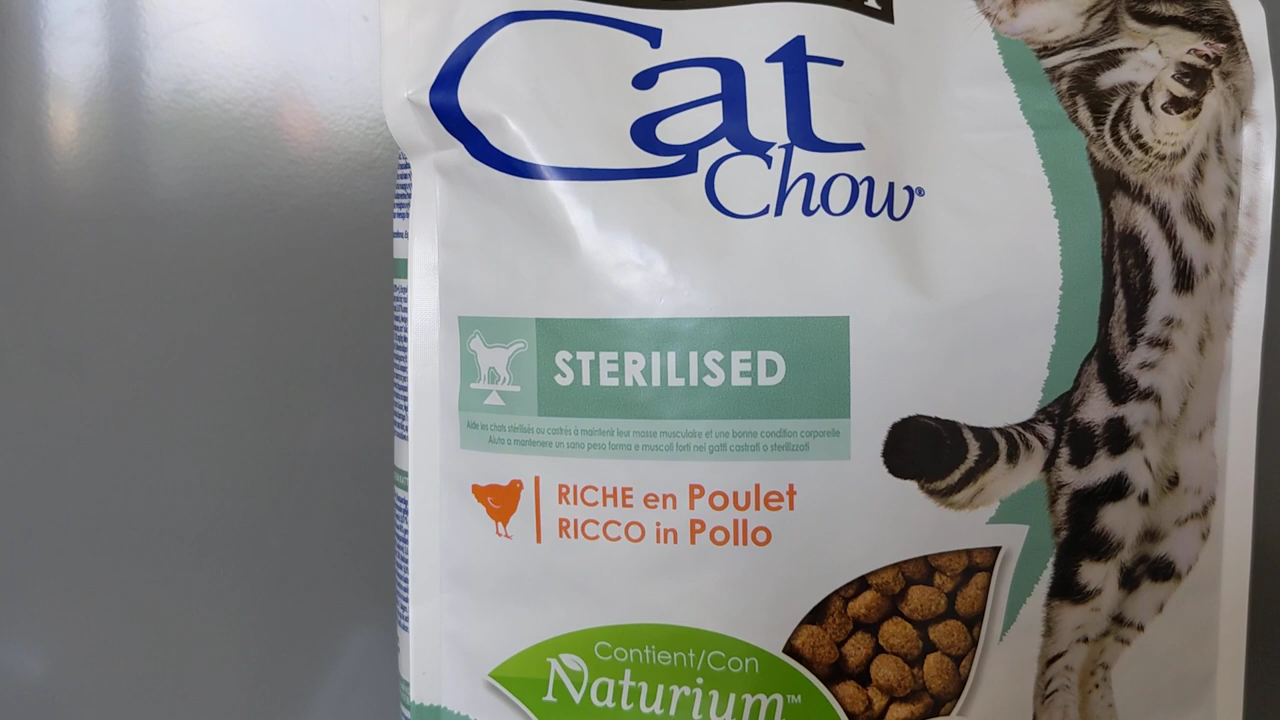 Cat
Chow®
STERILISED
Aide les chats stérilisés ou castrés à maintenir leur masse musculaire et une bonne condition corporelle
Aiuta a mantenere un sano peso forma e muscoli forti nei gatti castrati o sterilizzati
RICHE en Poulet
RICCO in Pollo
Contient/Con
Naturium™